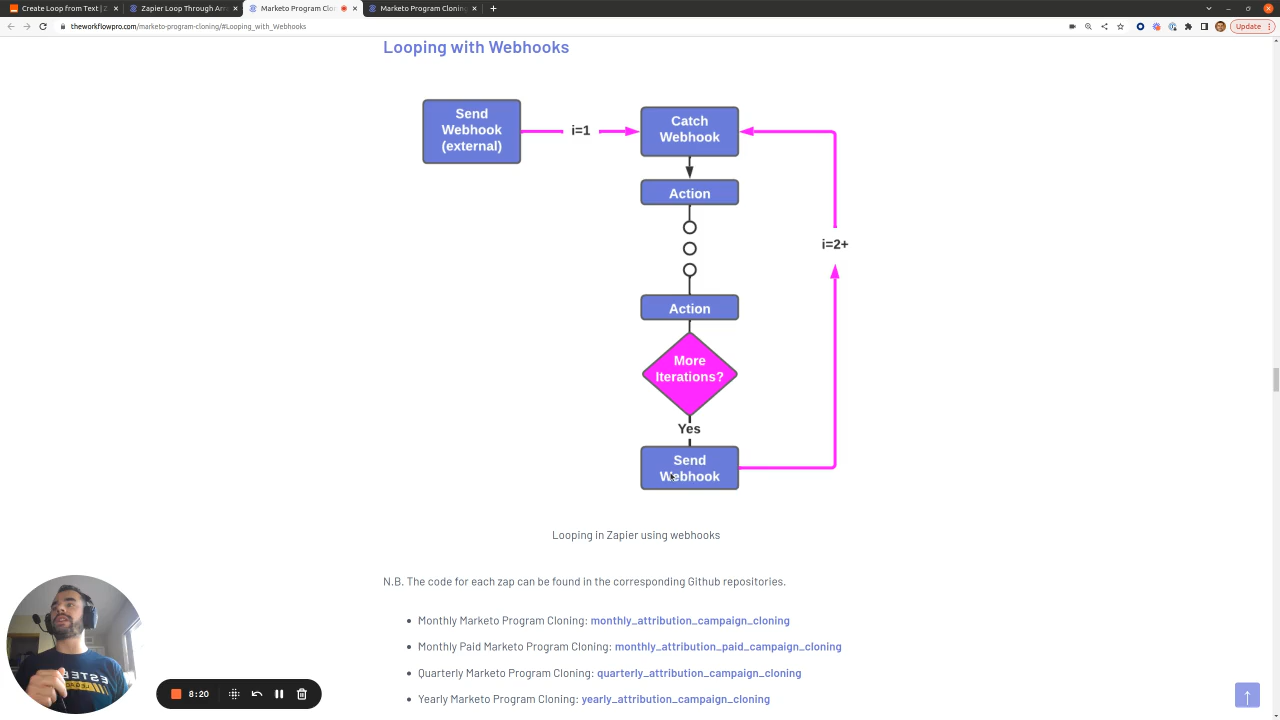 Create Loop from Text | Z
Zapier Loop Through Arr
Marketo Program Clo
Marketo Program Cloning
theworkflowpro.com/marketo-program-cloning/#Looping_with_Webhooks
Update
Looping with Webhooks
Send
Webhook
(external)
i=1
Catch
Webhook
Action
i=2+
Action
More
Iterations?
Yes
Send
Webhook
Looping in Zapier using webhooks
N.B. The code for each zap can be found in the corresponding Github repositories.
Monthly Marketo Program Cloning: monthly_attribution_campaign_cloning
Monthly Paid Marketo Program Cloning: monthly_attribution_paid_campaign_cloning
Quarterly Marketo Program Cloning: quarterly_attribution_campaign_cloning
Yearly Marketo Program Cloning: yearly_attribution_campaign_cloning
8:20